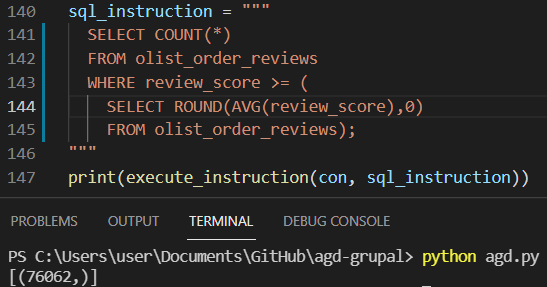 140 sql_instruction = """
141 SELECT COUNT(*)
142 FROM olist_order_reviews
143 WHERE review_score >= (
144 SELECT ROUND(AVG(review_score),0)
145 FROM olist_order_reviews);
146 """
147 print(execute_instruction(con, sql_instruction))
PROBLEMS OUTPUT TERMINAL DEBUG CONSOLE
PS C:\Users\user\Documents\GitHub\agd-grupal> python agd.py
[(76062,)]